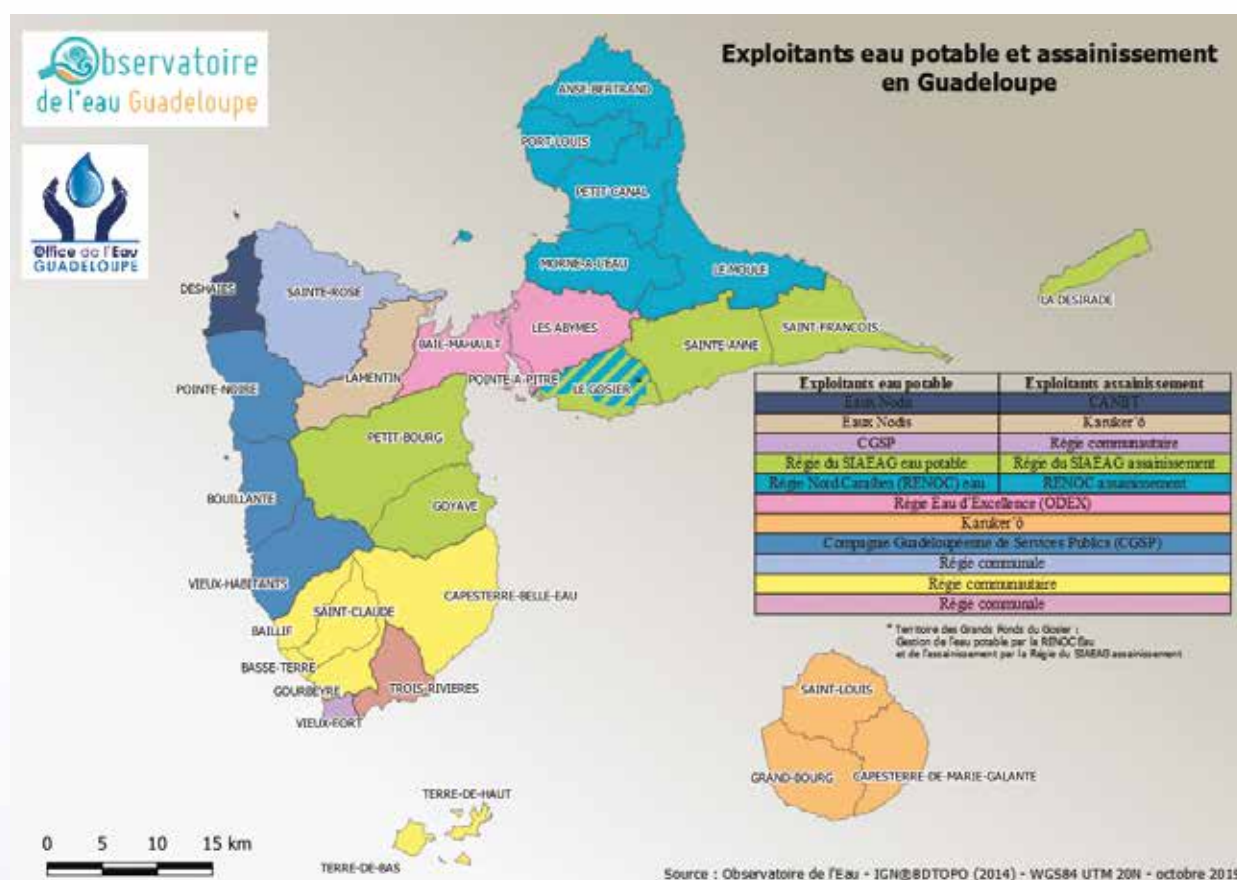 Observatoire
de l'eau Guadeloupe
Office de l'Eau
GUADELOUPE
Exploitants eau potable et assainissement
en Guadeloupe
ANSE-BERTRAND
PORT-LOUIS
PETIT-CANAL
MORNE-A-L'EAU
LE MOULE
DESHAIES
SAINTE-ROSE
LA DESIRADE
LES ABYMES
SAINT-FRANCOIS
BAIE-MAHAULT
SAINTE-ANNE
LAMENTIN
POINTE-A-PITRE
LE GOSIER
*
POINTE-NOIRE
PETIT-BOURG
BOUILLANTE
GOYAVE
VIEUX-HABITANTS
CAPESTERRE-BELLE-EAU
SAINT-CLAUDE
BAILLIF
BASSE-TERRE
GOURBEYRE
TROIS-RIVIERES
VIEUX-FORT
TERRE-DE-HAUT
TERRE-DE-BAS
SAINT-LOUIS
GRAND-BOURG
CAPESTERRE-DE-MARIE-GALANTE
Exploitants eau potable Exploitants assainissement
Eaux Nodis CANBT
Eaux Nodis Karuker'ô
CGSP Régie communautaire
Régie du SIAEAG eau potable Régie du SIAEAG assainissement
Régie Nord Caraïbes (RENOC) eau RENOC assainissement
Régie Eau d'Excellence (ODEX)
Karuker'ô
Compagnie Guadeloupéenne de Services Publics (CGSP)
Régie communale
Régie communautaire
Régie communale
* Territoire des Grands Fonds du Gosier :
Gestion de l'eau potable par la RENOC Eau
et de l'assainissement par la Régie du SIAEAG assainissement
0 5 10 15 km
Source : Observatoire de l'Eau - IGN®BDTOPO (2014) - WGS84 UTM 20N - octobre 2019